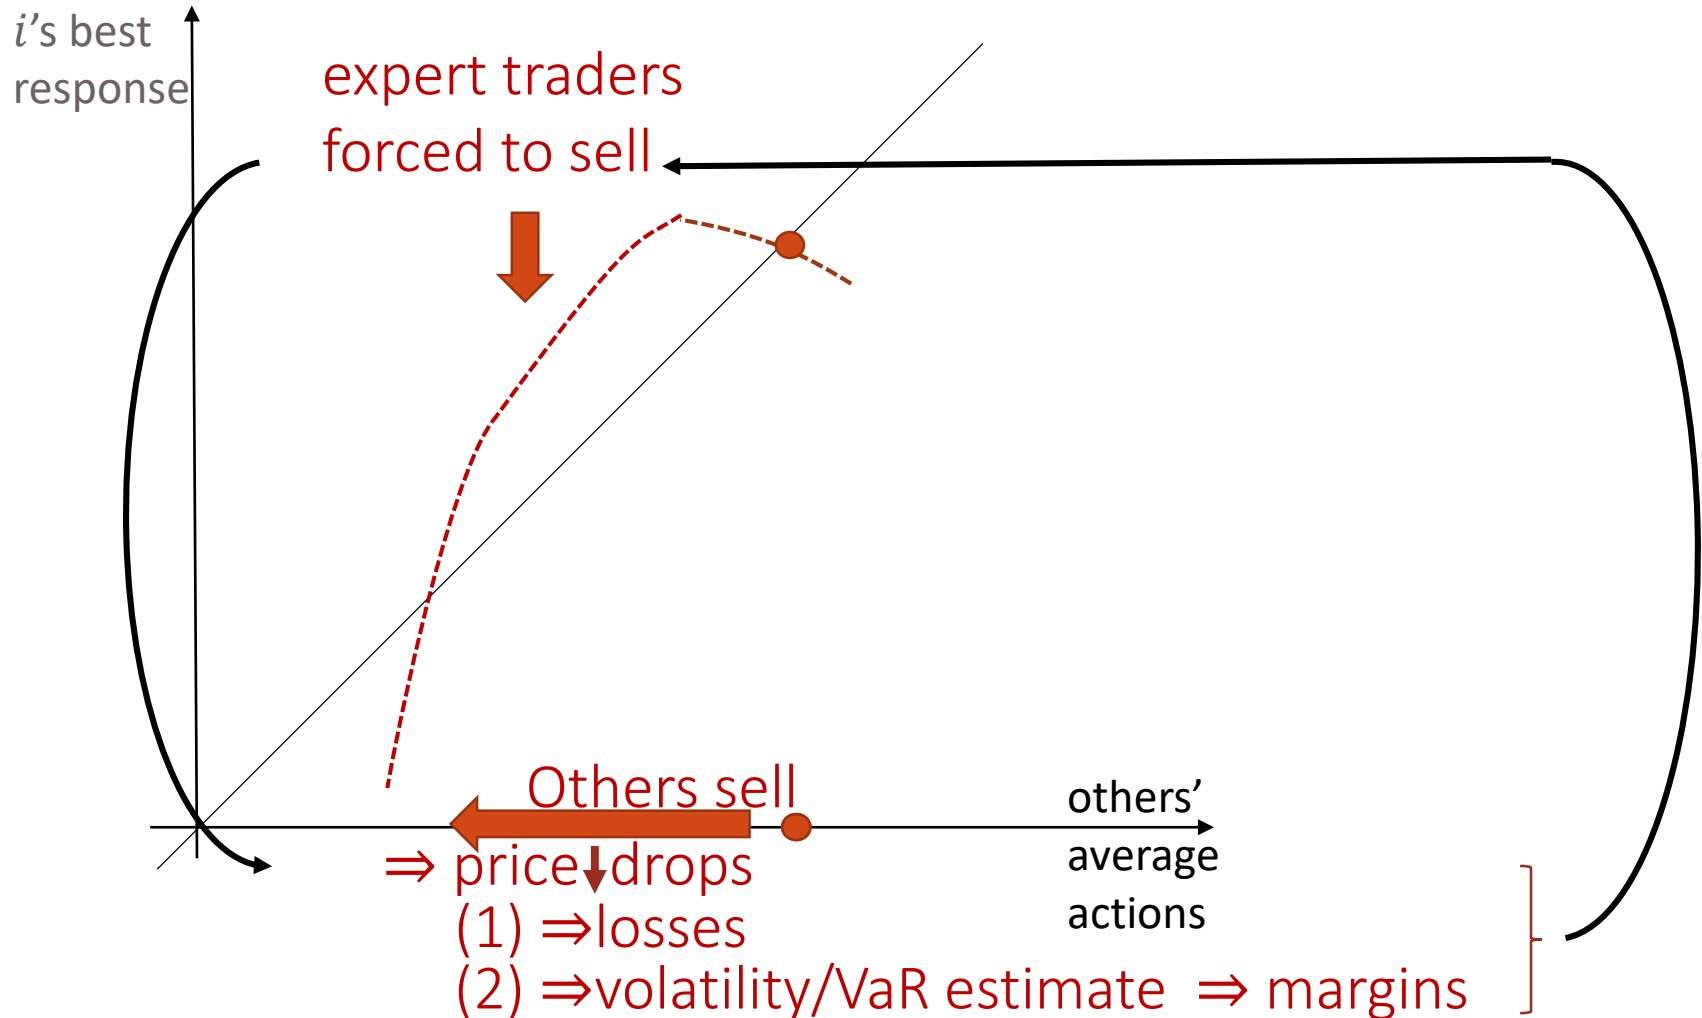 i’s best
response
expert traders
forced to sell
Others sell
others’
average
actions
⇒ price drops
(1) ⇒losses
(2) ⇒volatility/VaR estimate ⇒ margins